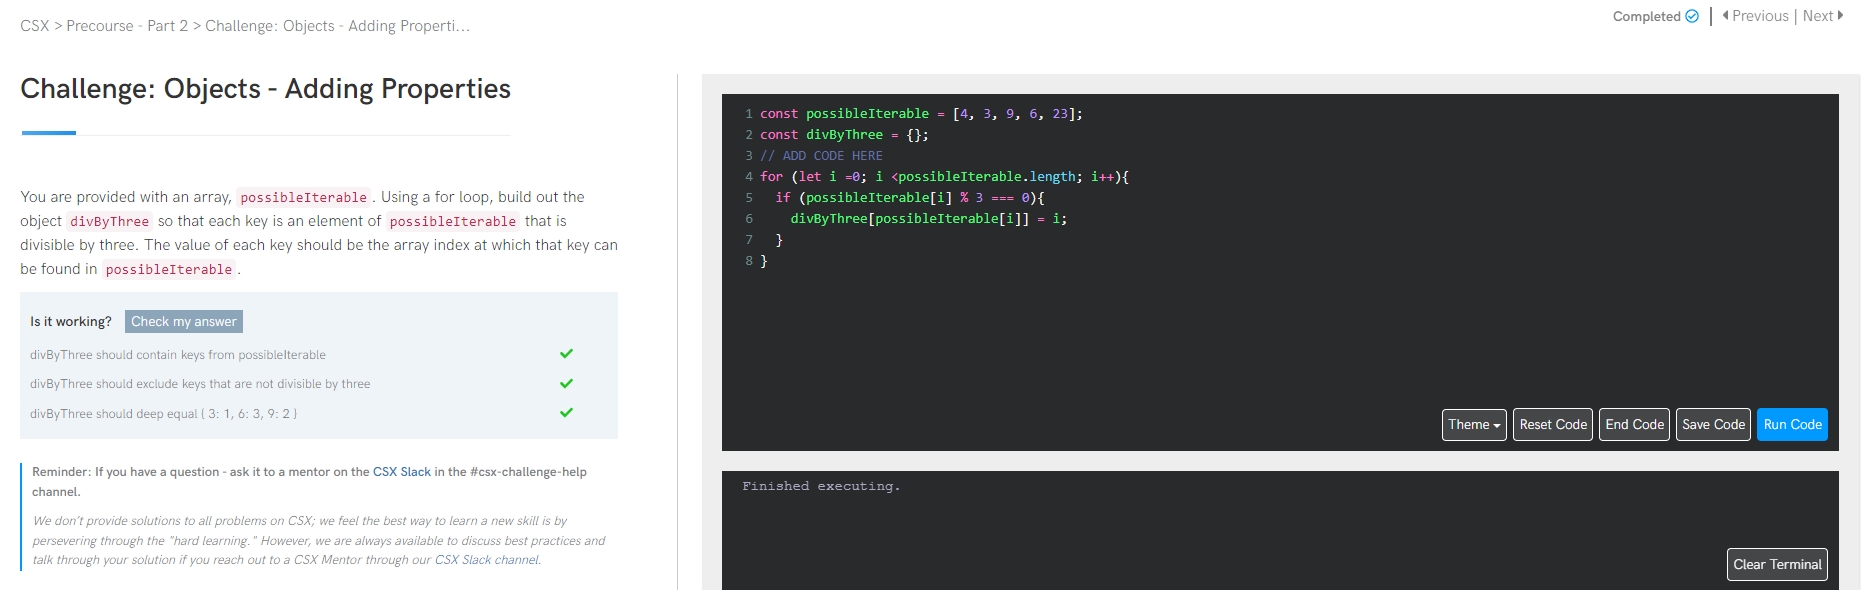 CSX > Precourse - Part 2 > Challenge: Objects - Adding Properti...
Completed | Previous | Next
Challenge: Objects - Adding Properties
You are provided with an array, possibleIterable . Using a for loop, build out the
object divByThree so that each key is an element of possibleIterable that is
divisible by three. The value of each key should be the array index at which that key can
be found in possibleIterable .
Is it working? Check my answer
divByThree should contain keys from possibleIterable
divByThree should exclude keys that are not divisible by three
divByThree should deep equal { 3: 1, 6: 3, 9: 2 }
Reminder: If you have a question - ask it to a mentor on the CSX Slack in the #csx-challenge-help
channel.
We don't provide solutions to all problems on CSX; we feel the best way to learn a new skill is by
persevering through the "hard learning." However, we are always available to discuss best practices and
talk through your solution if you reach out to a CSX Mentor through our CSX Slack channel.
1 const possibleIterable = [4, 3, 9, 6, 23];
2 const divByThree = {};
3 // ADD CODE HERE
4 for (let i =0; i <possibleIterable.length; i++){
5   if (possibleIterable[i] % 3 === 0){
6     divByThree[possibleIterable[i]] = i;
7   }
8 }
Theme Reset Code End Code Save Code Run Code
Finished executing.
Clear Terminal